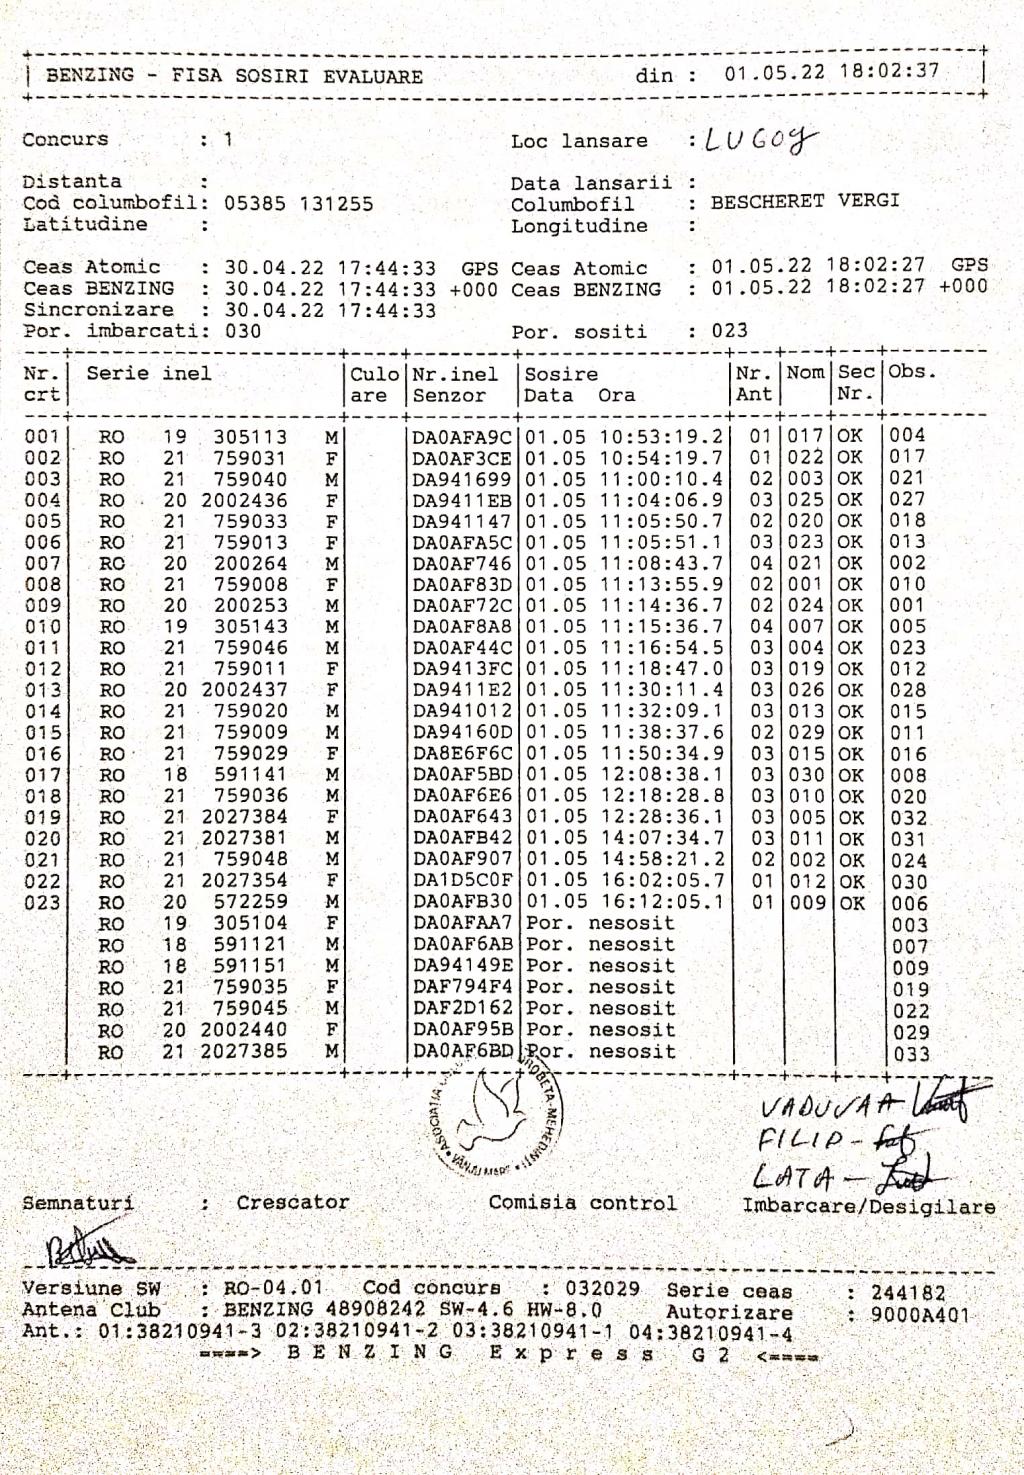 BENZING - FISA SOSIRI EVALUARE din : 01.05.22 18:02:37
Concurs : 1 Loc lansare : LUGOJ
Distanta : Data lansarii :
Cod columbofil: 05385 131255 Columbofil : BESCHERET VERGI
Latitudine : Longitudine :
Ceas Atomic : 30.04.22 17:44:33 GPS Ceas Atomic : 01.05.22 18:02:27 GPS
Ceas BENZING : 30.04.22 17:44:33 +000 Ceas BENZING : 01.05.22 18:02:27 +000
Sincronizare : 30.04.22 17:44:33
Por. imbarcati: 030 Por. sositi : 023
Nr. Serie inel Culo Nr.inel Sosire Nr. Nom Sec Obs.
crt are Senzor Data Ora Ant Nr.
001 RO 19 305113 M DA0AFA9C 01.05 10:53:19.2 01 017 OK 004
002 RO 21 759031 F DA0AF3CE 01.05 10:54:19.7 01 022 OK 017
003 RO 21 759040 M DA941699 01.05 11:00:10.4 02 003 OK 021
004 RO 20 2002436 F DA9411EB 01.05 11:04:06.9 03 025 OK 027
005 RO 21 759033 F DA941147 01.05 11:05:50.7 02 020 OK 018
006 RO 21 759013 F DA0AFA5C 01.05 11:05:51.1 03 023 OK 013
007 RO 20 200264 M DA0AF746 01.05 11:08:43.7 04 021 OK 002
008 RO 21 759008 F DA0AF83D 01.05 11:13:55.9 02 001 OK 010
009 RO 20 200253 M DA0AF72C 01.05 11:14:36.7 02 024 OK 001
010 RO 19 305143 M DA0AF8A8 01.05 11:15:36.7 04 007 OK 005
011 RO 21 759046 M DA0AF44C 01.05 11:16:54.5 03 004 OK 023
012 RO 21 759011 F DA9413FC 01.05 11:18:47.0 03 019 OK 012
013 RO 20 2002437 F DA9411E2 01.05 11:30:11.4 03 026 OK 028
014 RO 21 759020 M DA941012 01.05 11:32:09.1 03 013 OK 015
015 RO 21 759009 M DA94160D 01.05 11:38:37.6 02 029 OK 011
016 RO 21 759029 F DA8E6F6C 01.05 11:50:34.9 03 015 OK 016
017 RO 18 591141 M DA0AF5BD 01.05 12:08:38.1 03 030 OK 008
018 RO 21 759036 M DA0AF6E6 01.05 12:18:28.8 03 010 OK 020
019 RO 21 2027384 F DA0AF643 01.05 12:28:36.1 03 005 OK 032
020 RO 21 2027381 M DA0AFB42 01.05 14:07:34.7 03 011 OK 031
021 RO 21 759048 M DA0AF907 01.05 14:58:21.2 02 002 OK 024
022 RO 21 2027354 F DA1D5C0F 01.05 16:02:05.7 01 012 OK 030
023 RO 20 572259 M DA0AFB30 01.05 16:12:05.1 01 009 OK 006
RO 19 305104 F DA0AFAA7 Por. nesosit 003
RO 18 591121 M DA0AF6AB Por. nesosit 007
RO 18 591151 M DA94149E Por. nesosit 009
RO 21 759035 F DAF794F4 Por. nesosit 019
RO 21 759045 M DAF2D162 Por. nesosit 022
RO 20 2002440 F DA0AF95B Por. nesosit 029
RO 21 2027385 M DA0AF6BD Por. nesosit 033
ASOCIATIA DROBETA-MEHEDINTI
VÂNJU MARE
VADUVA A
FILIP -
LATA -
Semnaturi : Crescator Comisia control Imbarcare/Desigilare
Versiune SW : RO-04.01 Cod concurs : 032029 Serie ceas : 244182
Antena Club : BENZING 48908242 SW-4.6 HW-8.0 Autorizare : 9000A401
Ant.: 01:38210941-3 02:38210941-2 03:38210941-1 04:38210941-4
====> B E N Z I N G E x p r e s s G 2 <====